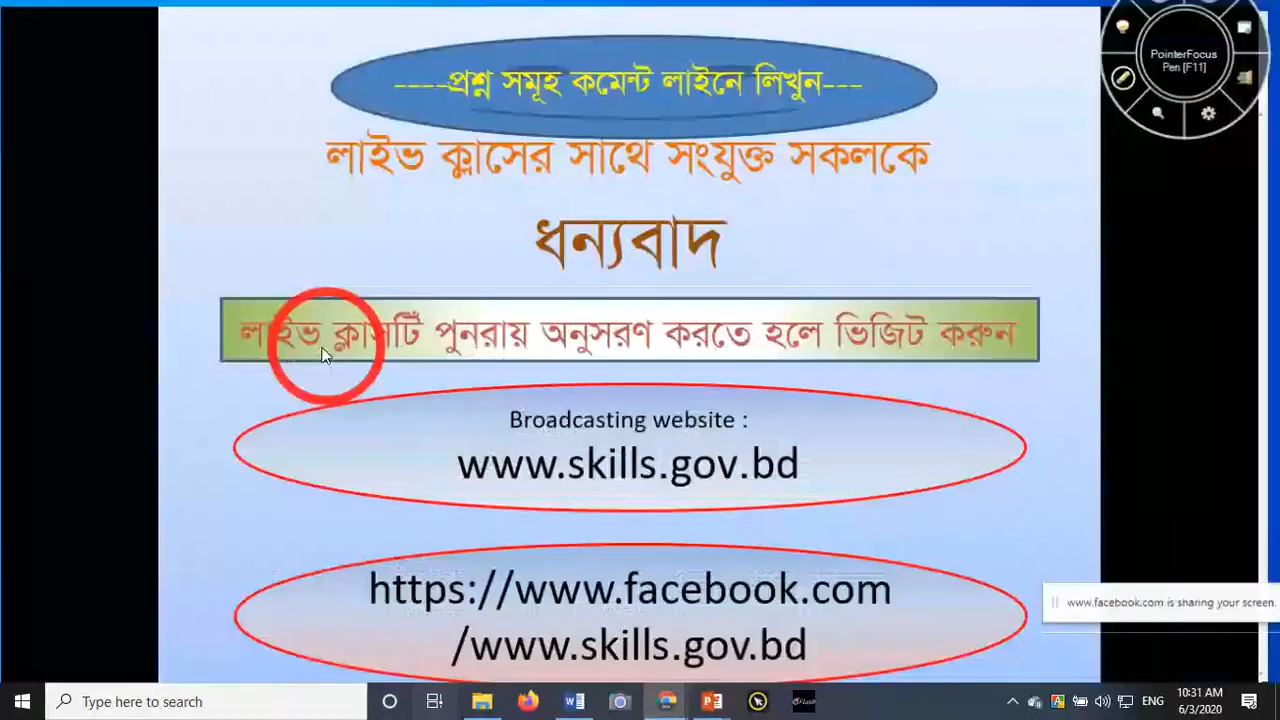 ----প্রশ্ন সমূহ কমেন্ট লাইনে লিখুন---
লাইভ ক্লাসের সাথে সংযুক্ত সকলকে
ধন্যবাদ
লাইভ ক্লাসটি পুনরায় অনুসরণ করতে হলে ভিজিট করুন
Broadcasting website :
www.skills.gov.bd
https://www.facebook.com
/www.skills.gov.bd
PointerFocus
Pen [F11]
www.facebook.com is sharing your screen.
Type here to search
ENG
10:31 AM
6/3/2020